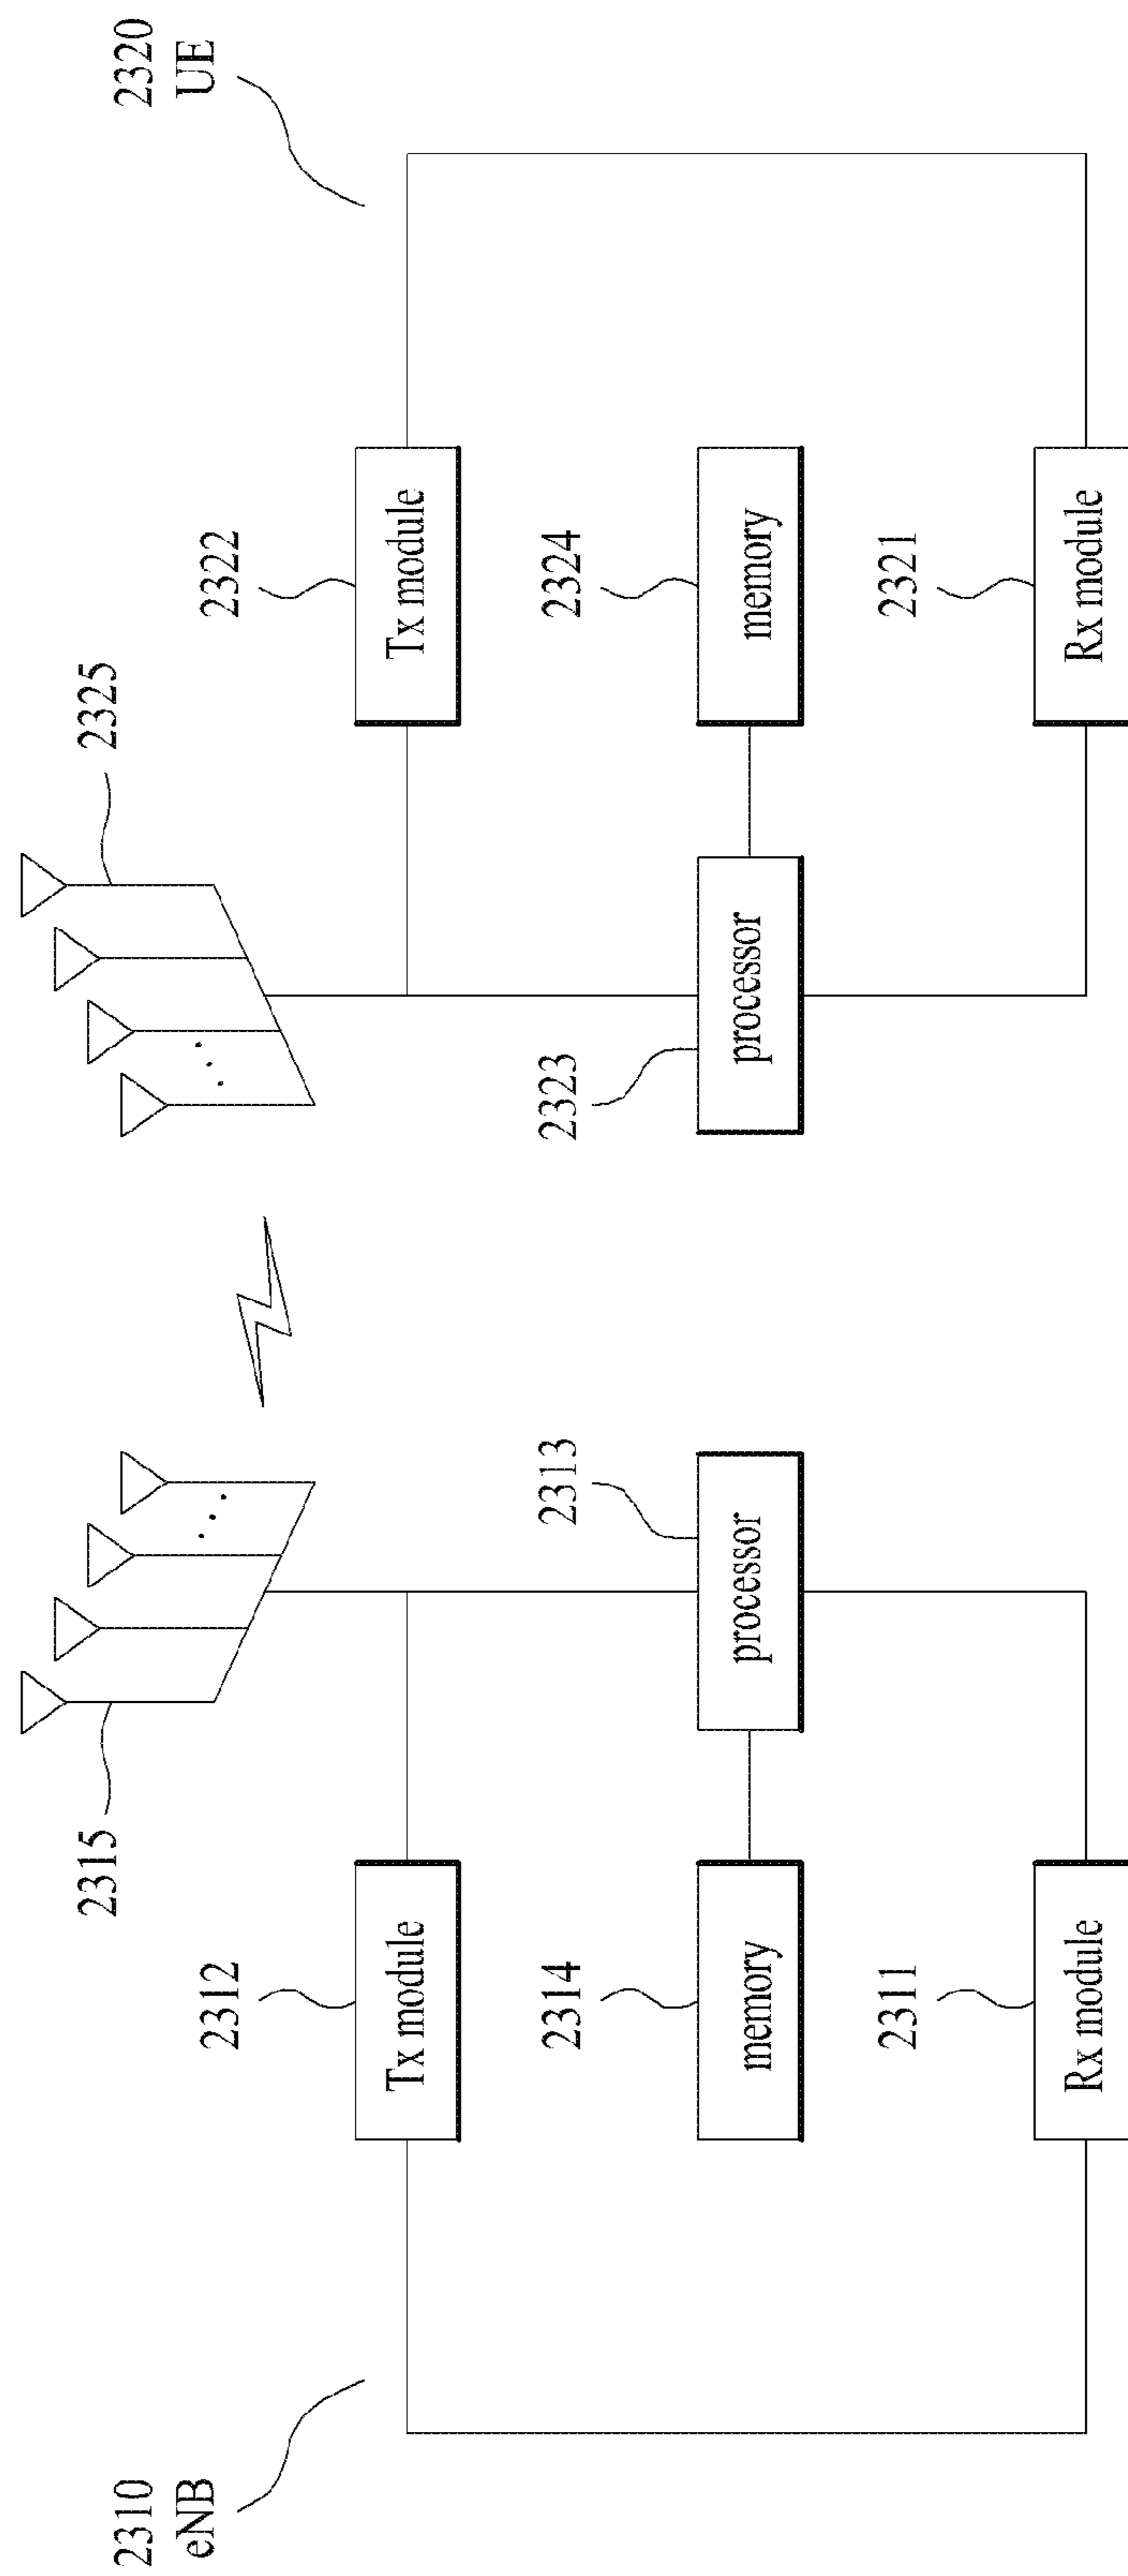 2310
eNB
2320
UE
2315
2325
2312
Tx module
2322
Tx module
2313
processor
2323
processor
2314
memory
2324
memory
2311
Rx module
2321
Rx module